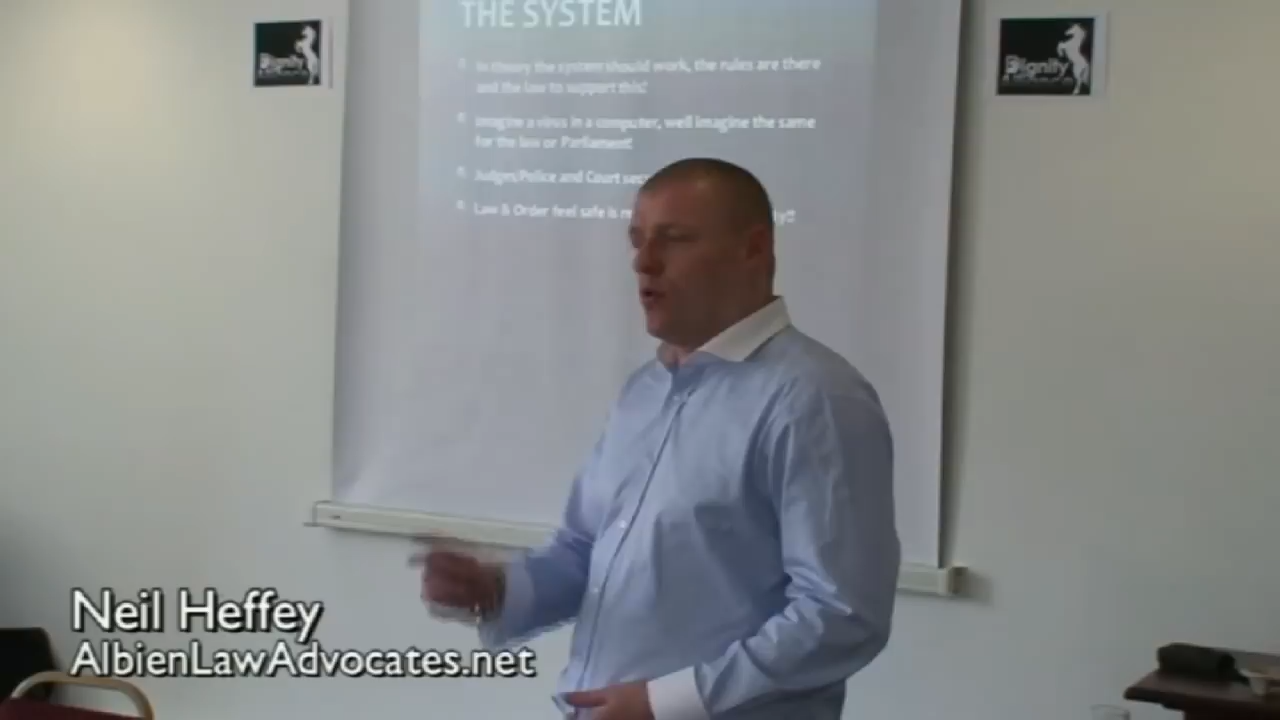 THE SYSTEM
Dignity
Dignity
In theory the system should work, the rules are there
and the law to support this!
Imagine a virus in a computer, well imagine the same
for the law or Parliament!
Judges/Police and Court
Law & Order feel safe is
Neil Heffey
AlbienLawAdvocates.net